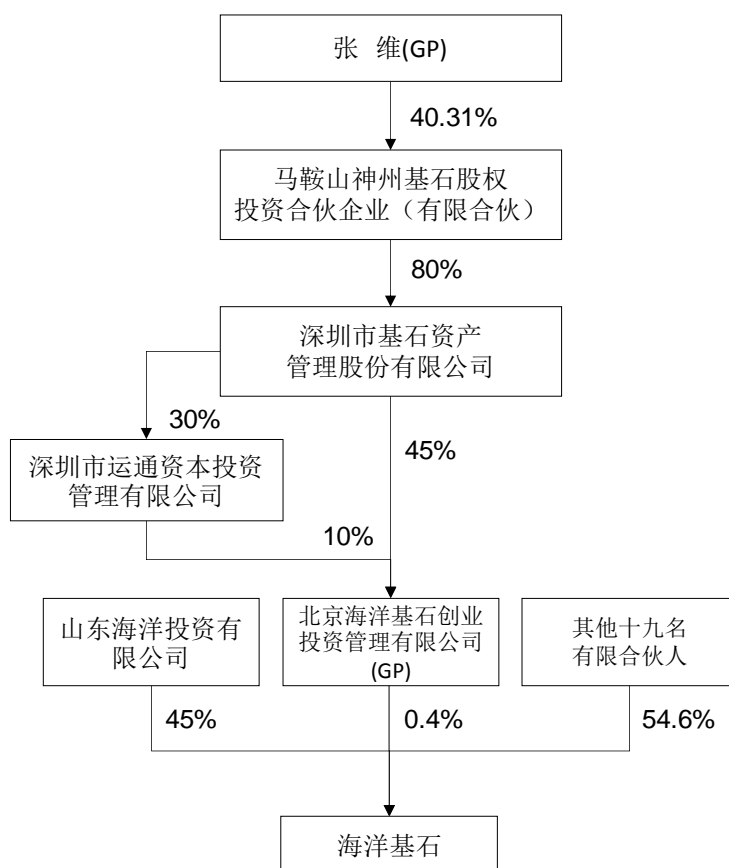 张 维(GP)
40.31%
马鞍山神州基石股权
投资合伙企业（有限合伙）
80%
深圳市基石资产
管理股份有限公司
30%
45%
深圳市运通资本投资
管理有限公司
10%
山东海洋投资有
限公司
北京海洋基石创业
投资管理有限公司
(GP)
其他十九名
有限合伙人
45%
0.4%
54.6%
海洋基石